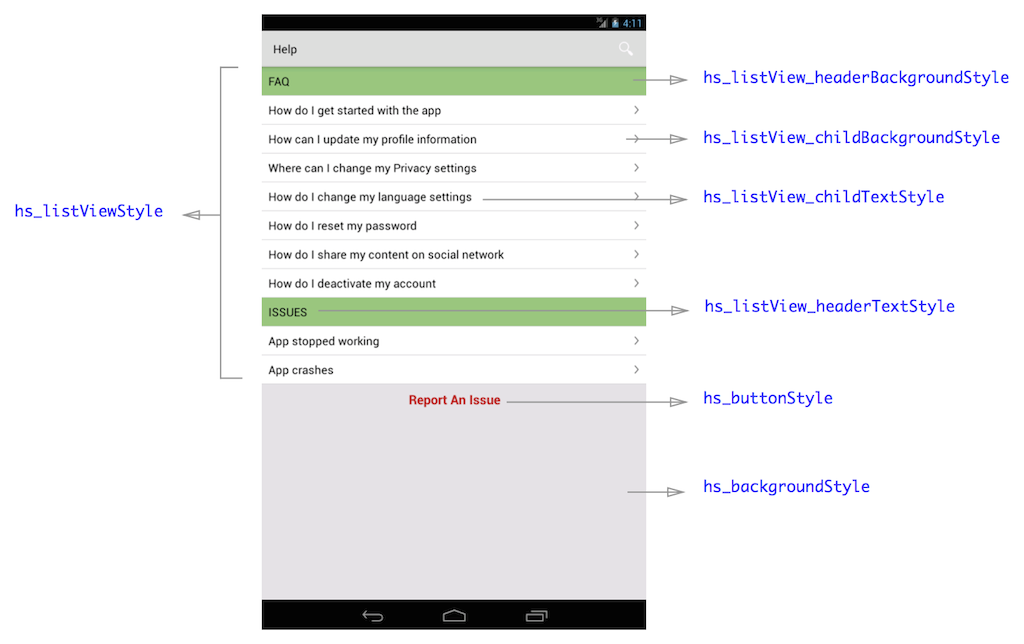 3G 4:11
Help
FAQ
hs_listView_headerBackgroundStyle
How do I get started with the app
How can I update my profile information
hs_listView_childBackgroundStyle
Where can I change my Privacy settings
How do I change my language settings
hs_listView_childTextStyle
hs_listViewStyle
How do I reset my password
How do I share my content on social network
How do I deactivate my account
ISSUES
hs_listView_headerTextStyle
App stopped working
App crashes
Report An Issue
hs_buttonStyle
hs_backgroundStyle